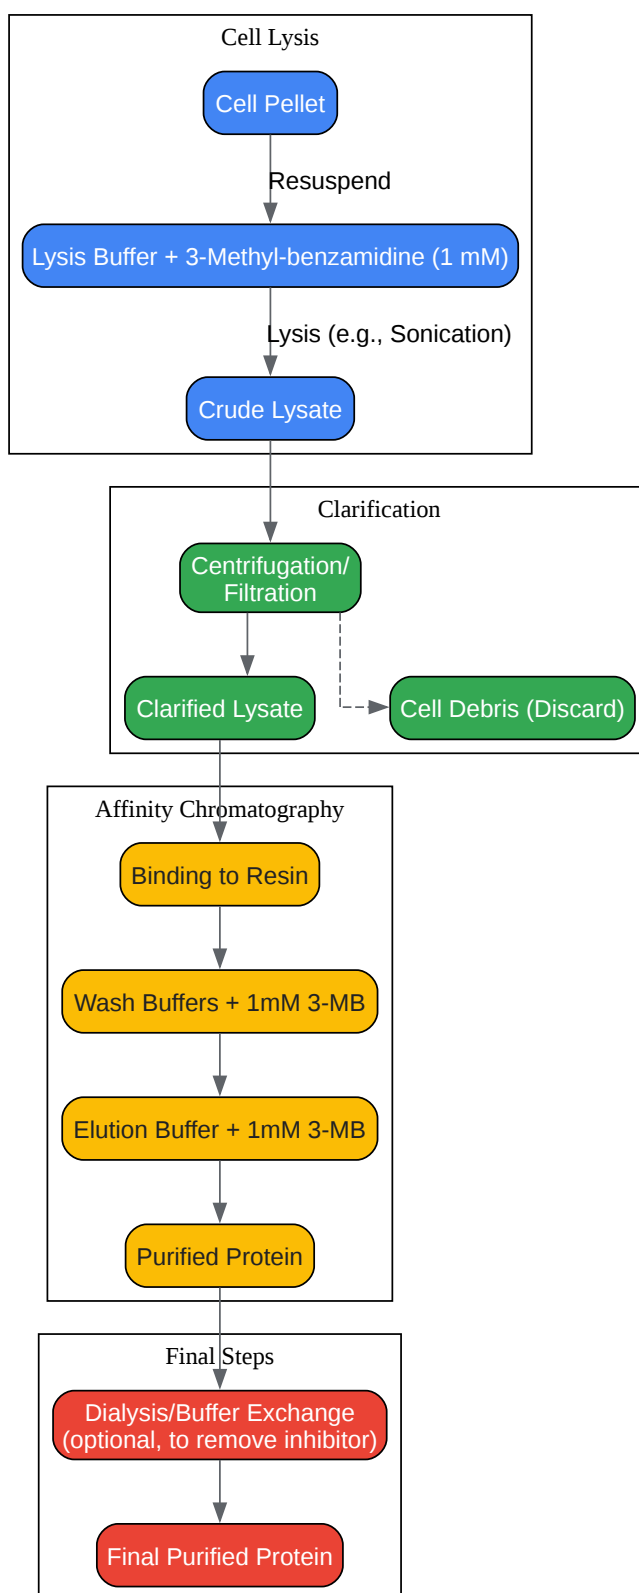 Cell Lysis
Cell Pellet
Resuspend
Lysis Buffer + 3-Methyl-benzamidine (1 mM)
Lysis (e.g., Sonication)
Crude Lysate
Clarification
Centrifugation/
Filtration
Clarified Lysate
Cell Debris (Discard)
Affinity Chromatography
Binding to Resin
Wash Buffers + 1mM 3-MB
Elution Buffer + 1mM 3-MB
Purified Protein
Final Steps
Dialysis/Buffer Exchange
(optional, to remove inhibitor)
Final Purified Protein